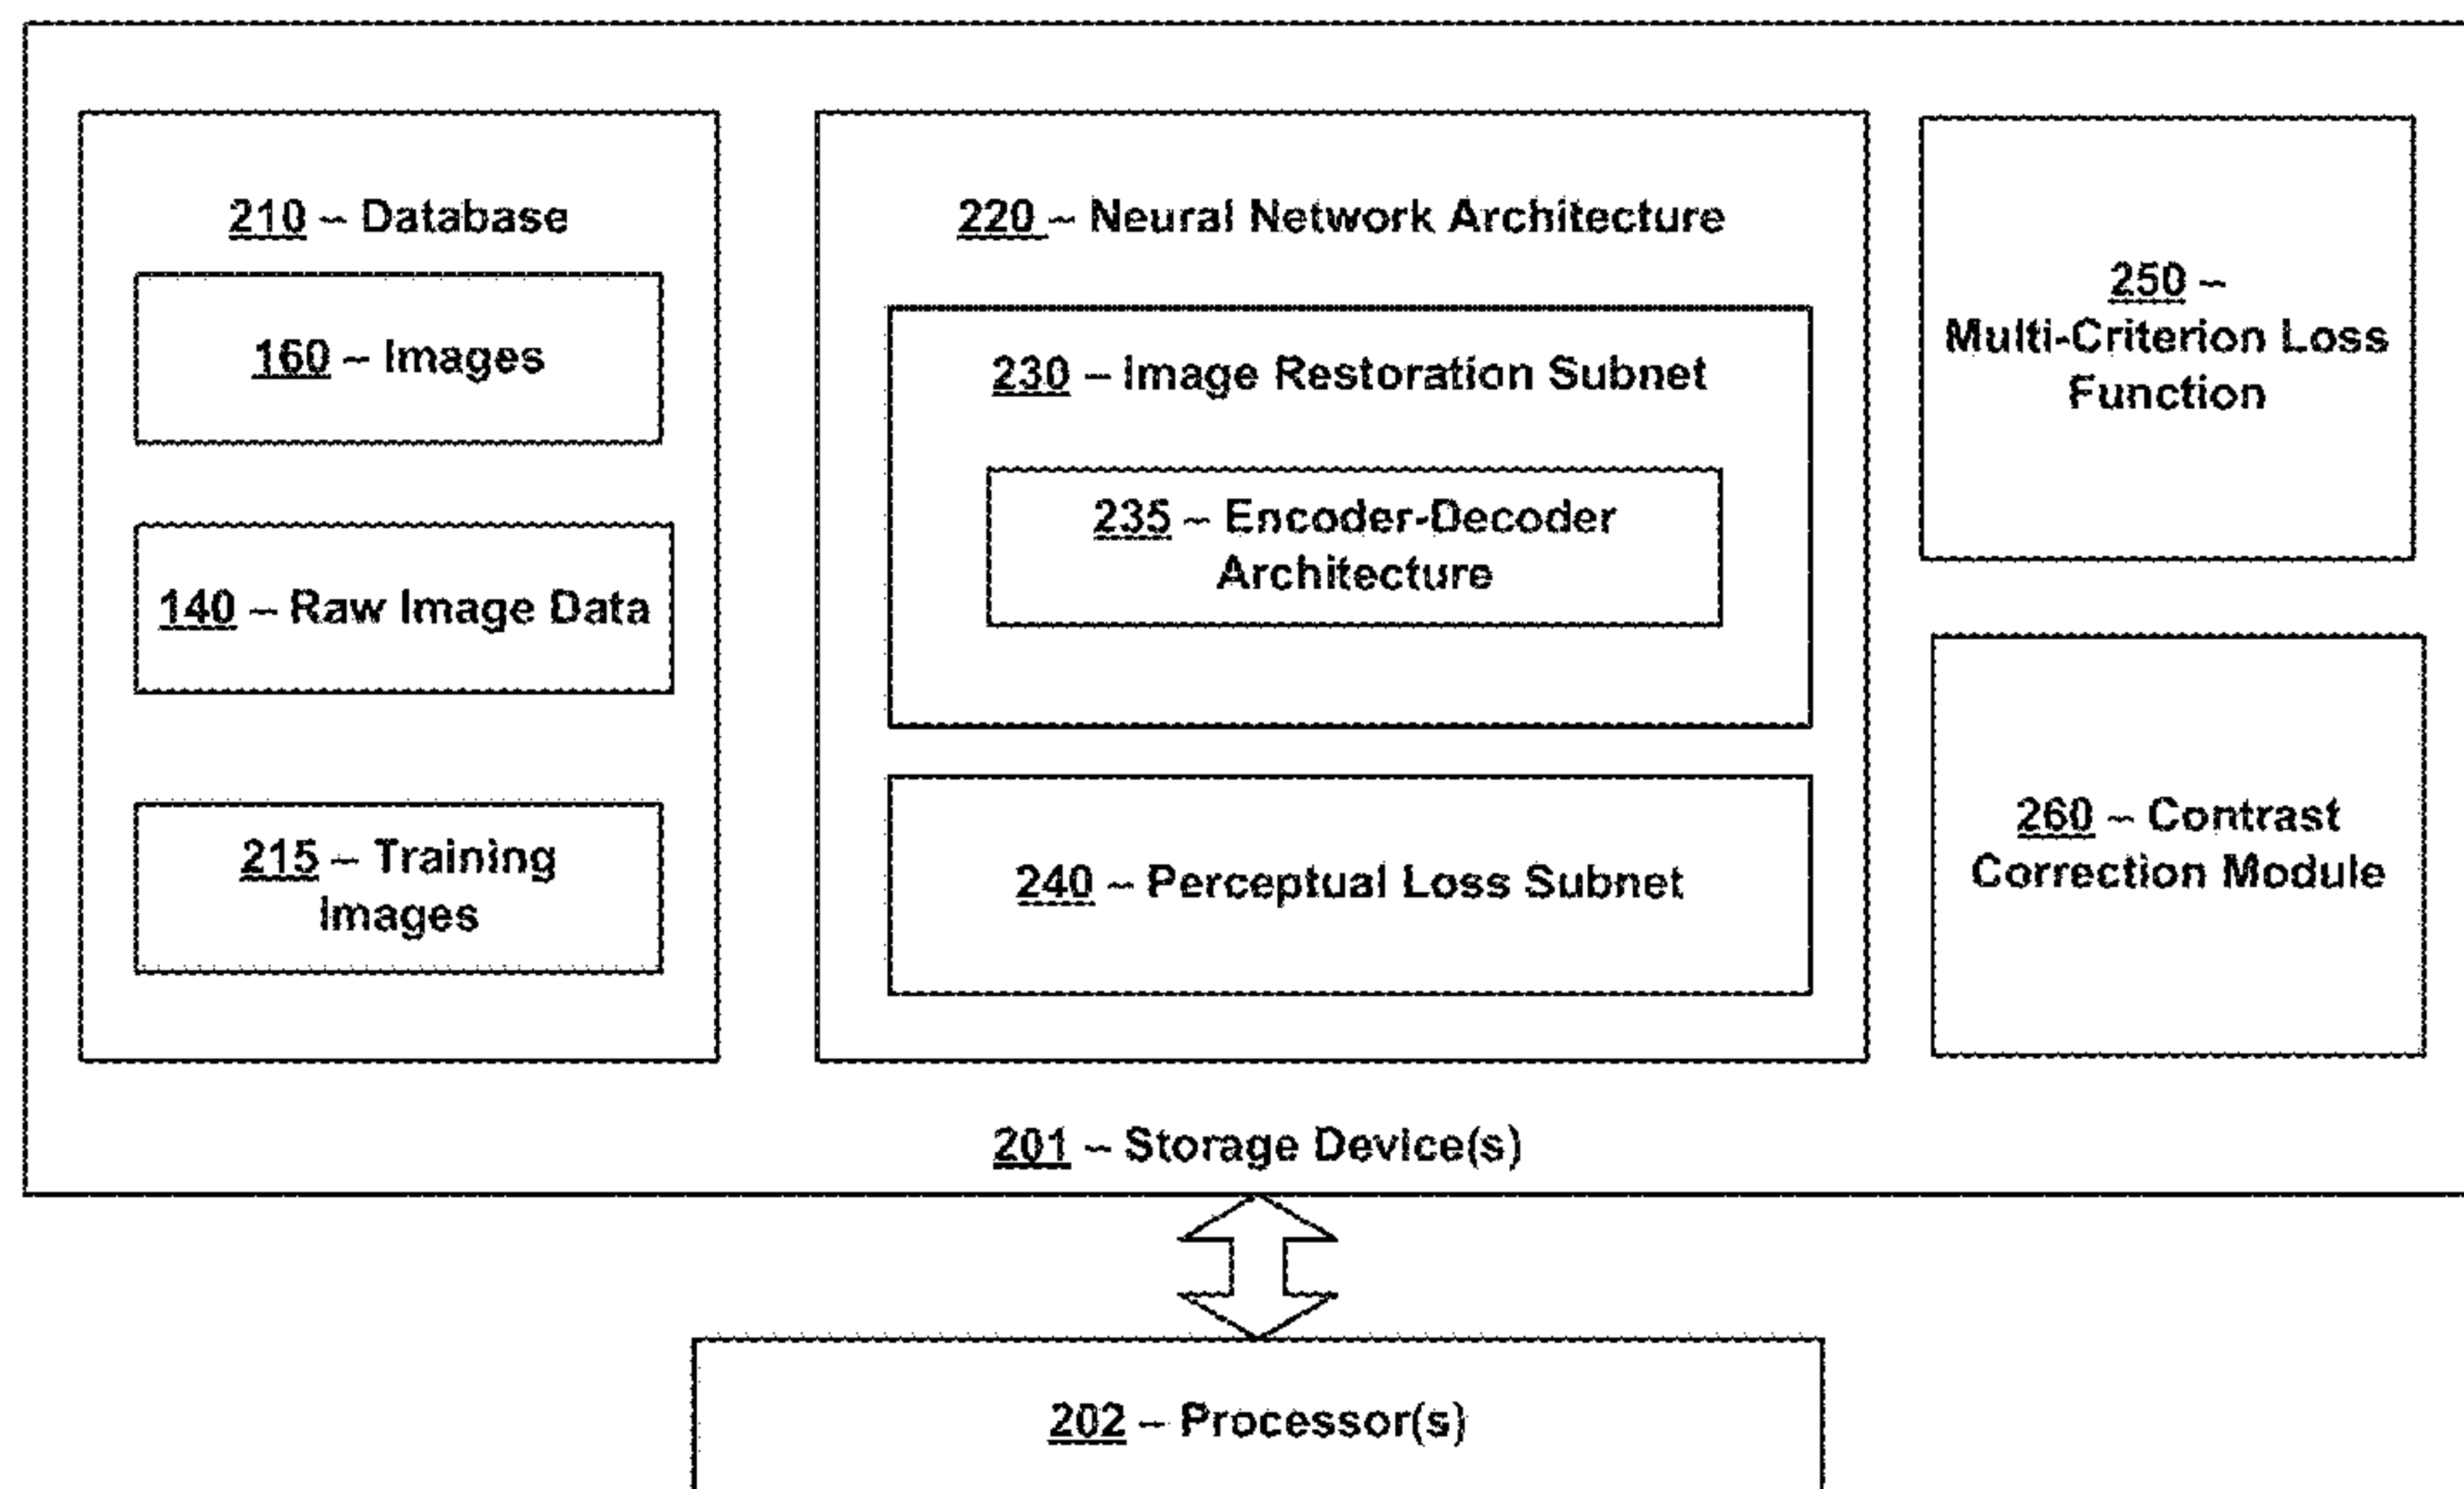 210 – Database
160 – Images
140 – Raw Image Data
215 – Training
Images
220 – Neural Network Architecture
230 – Image Restoration Subnet
235 – Encoder-Decoder
Architecture
240 – Perceptual Loss Subnet
250 –
Multi-Criterion Loss
Function
260 – Contrast
Correction Module
201 – Storage Device(s)
202 – Processor(s)